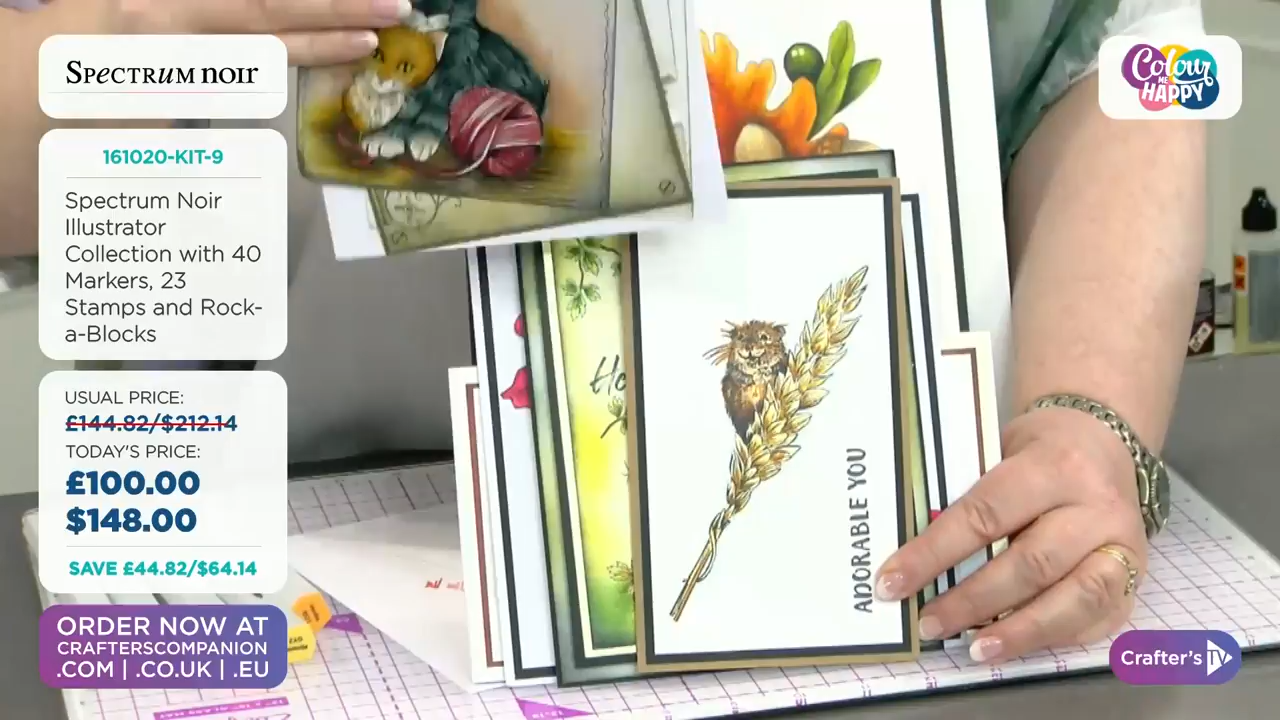 SPECTRUM NOIR
161020-KIT-9
Spectrum Noir
Illustrator
Collection with 40
Markers, 23
Stamps and Rock-
a-Blocks
USUAL PRICE:
£144.82/$212.14
TODAY'S PRICE:
£100.00
$148.00
SAVE £44.82/$64.14
ORDER NOW AT
CRAFTERSCOMPANION
.COM | .CO.UK | .EU
Colour
ME
HAPPY
ADORABLE YOU
Crafter's TV